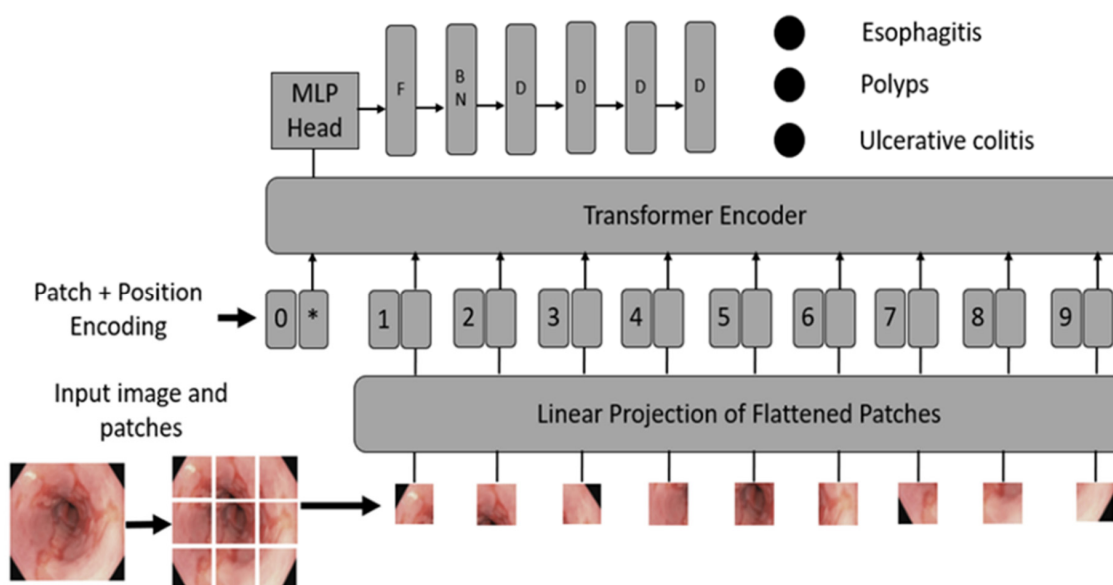 MLP
Head
F
B
N
D
D
D
D
Esophagitis
Polyps
Ulcerative colitis
Transformer Encoder
Patch + Position
Encoding
0 * 1 2 3 4 5 6 7 8 9
Input image and
patches
Linear Projection of Flattened Patches